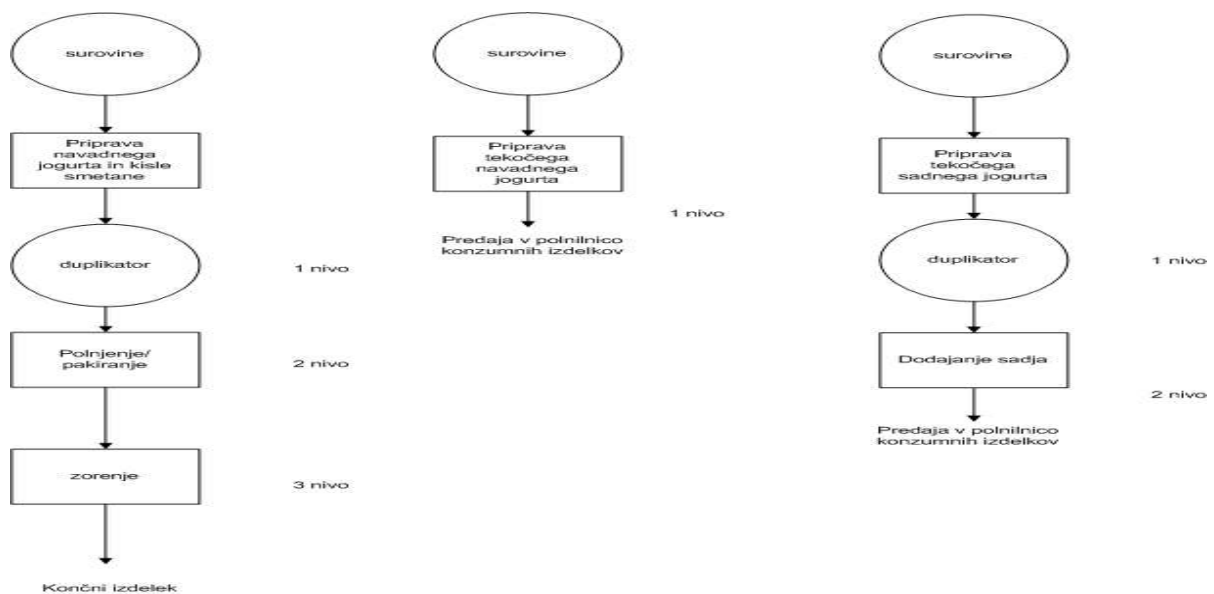 surovine
Priprava
navadnega
jogurta in kisle
smetane
duplikator
1 nivo
Polnjenje/
pakiranje
2 nivo
zorenje
3 nivo
Končni izdelek
surovine
Priprava
tekočega
navadnega
jogurta
1 nivo
Predaja v polnilnico
konzumnih izdelkov
surovine
Priprava
tekočega
sadnega jogurta
duplikator
1 nivo
Dodajanje sadja
2 nivo
Predaja v polnilnico
konzumnih izdelkov